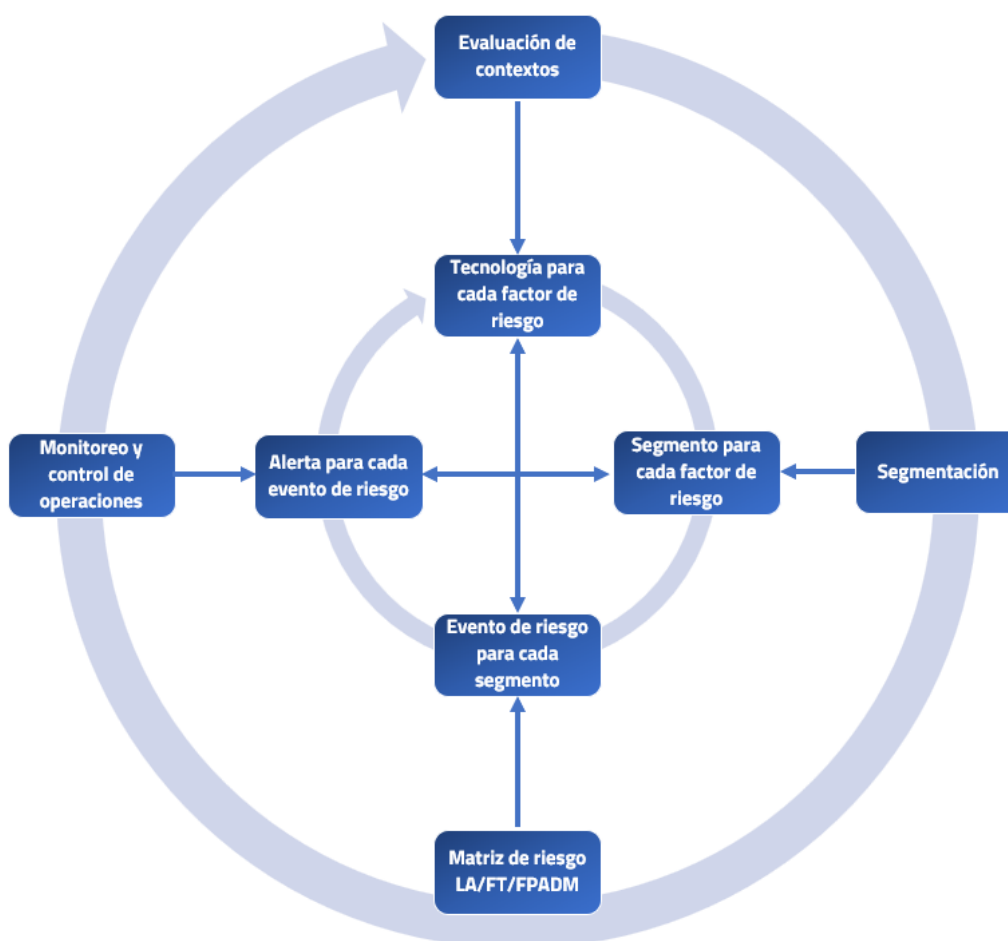 Evaluación de
contextos
Tecnología para
cada factor de
riesgo
Monitoreo y
control de
operaciones
Alerta para cada
evento de riesgo
Segmento para
cada factor de
riesgo
Segmentación
Evento de riesgo
para cada
segmento
Matriz de riesgo
LA/FT/FPADM